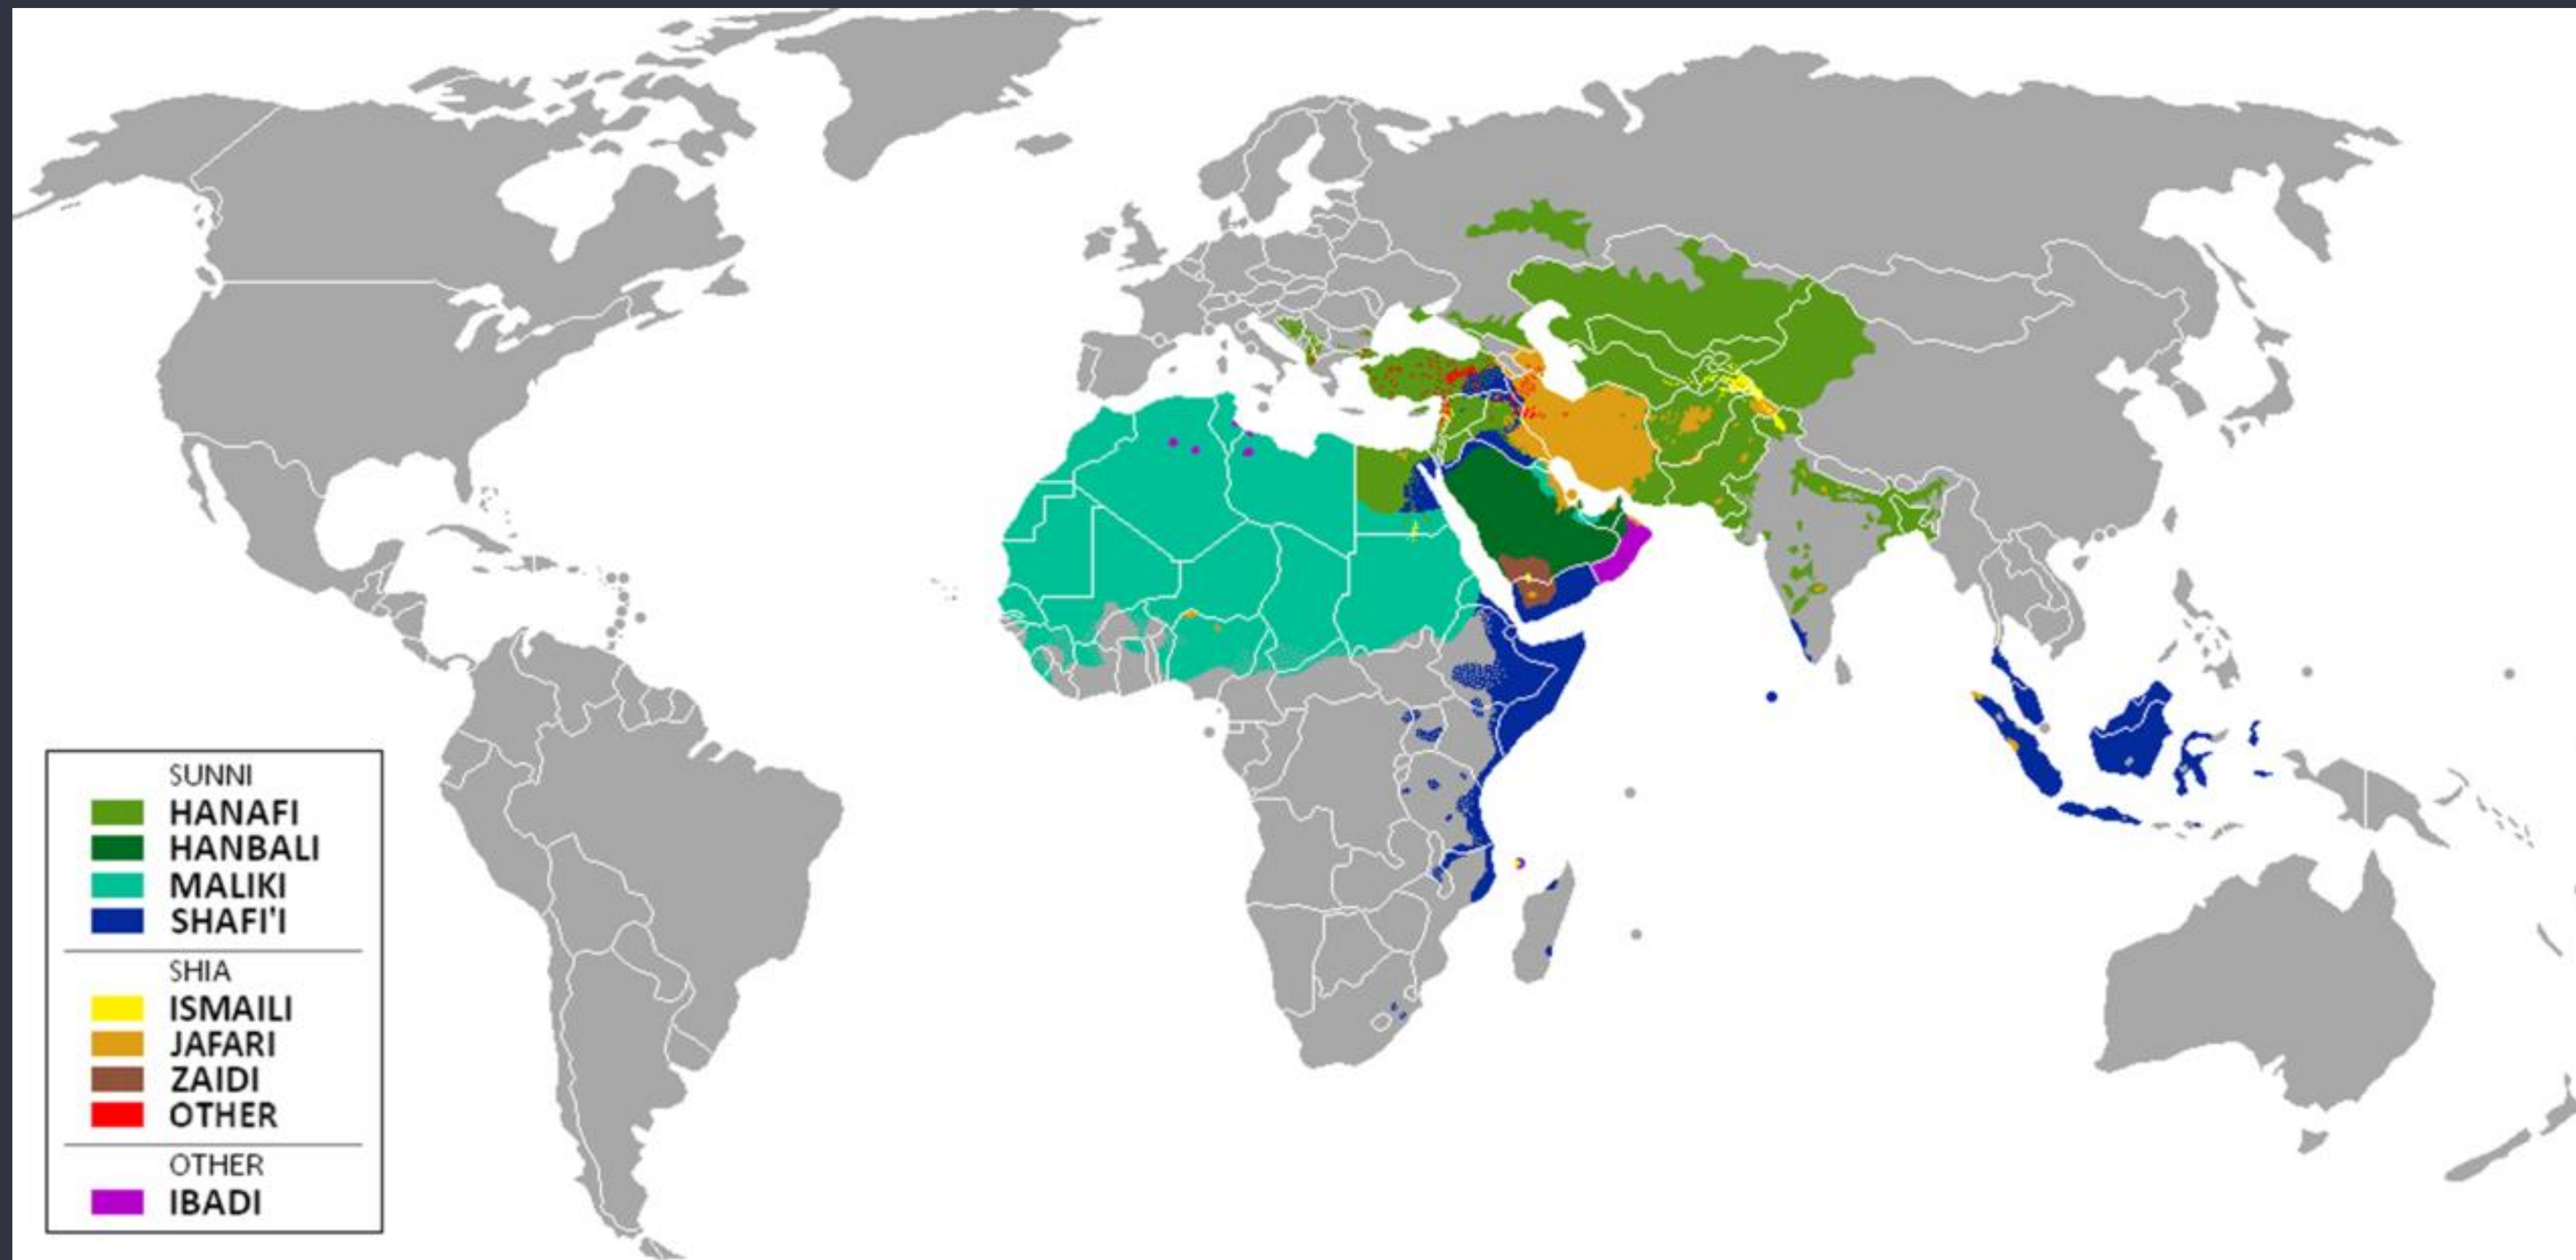 SUNNI
HANAFI
HANBALI
MALIKI
SHAFI'I
SHIA
ISMAILI
JAFARI
ZAIDI
OTHER
OTHER
IBADI